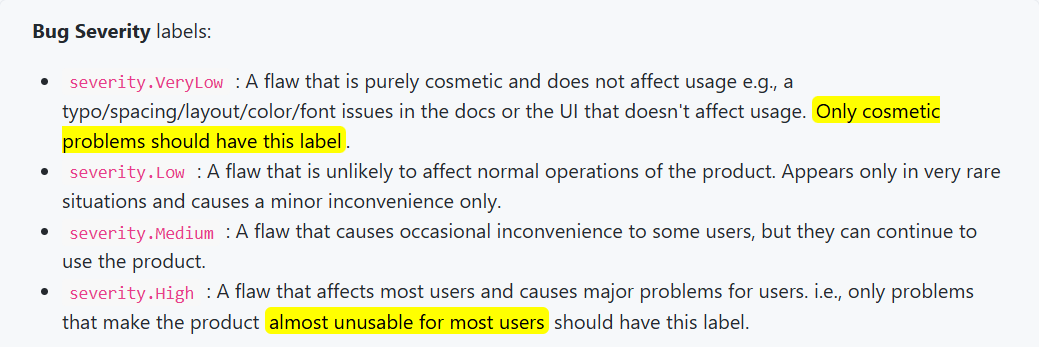 Bug Severity labels:
severity.VeryLow : A flaw that is purely cosmetic and does not affect usage e.g., a
typo/spacing/layout/color/font issues in the docs or the UI that doesn't affect usage. Only cosmetic
problems should have this label.
severity.Low : A flaw that is unlikely to affect normal operations of the product. Appears only in very rare
situations and causes a minor inconvenience only.
severity.Medium : A flaw that causes occasional inconvenience to some users, but they can continue to
use the product.
severity.High : A flaw that affects most users and causes major problems for users. i.e., only problems
that make the product almost unusable for most users should have this label.